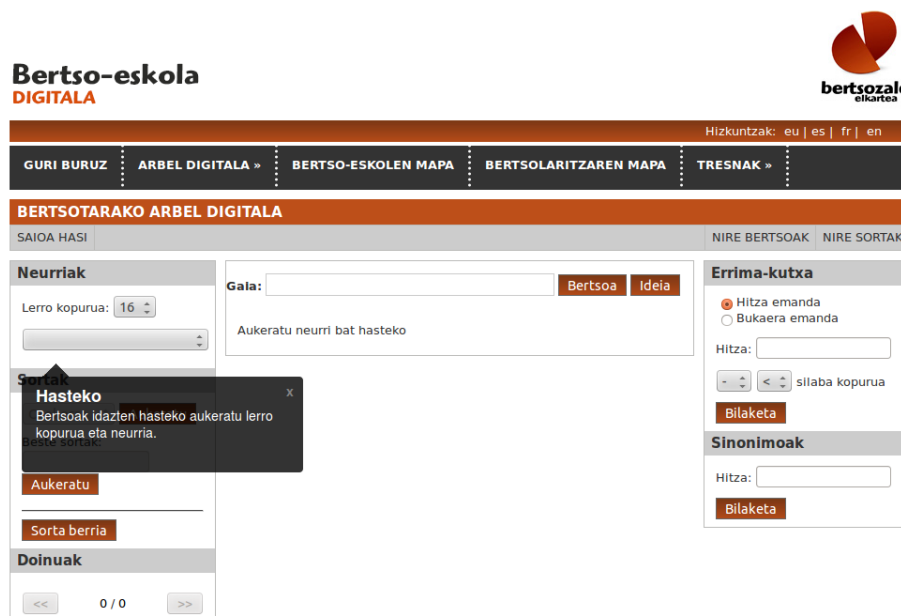 Bertso-eskola
DIGITALA
elkartea
Hizkuntzak: eu | es | fr | en
GURI BURUZ
ARBEL DIGITALA »
BERTSO-ESKOLEN MAPA
BERTSOLARITZAREN MAPA
TRESNAK »
BERTSOTARAKO ARBEL DIGITALA
SAIOA HASI
NIRE BERTSOAK
NIRE SORTAK
Neurriak
Lerro kopurua: 16
Sortak
Hasteko
x
Bertsoak idazten hasteko aukeratu lerro
kopurua eta neurria.
Beste sortak:
Aukeratu
Sorta berria
Doinuak
<< 0 / 0 >>
Gaia:
Bertsoa
Ideia
Aukeratu neurri bat hasteko
Errima-kutxa
Hitza emanda
Bukaera emanda
Hitza:
- < silaba kopurua
Bilaketa
Sinonimoak
Hitza:
Bilaketa